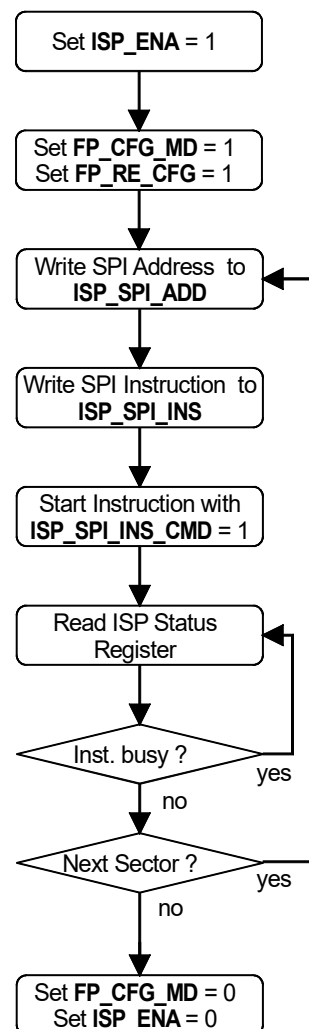 Set ISP_ENA = 1
Set FP_CFG_MD = 1
Set FP_RE_CFG = 1
Write SPI Address to
ISP_SPI_ADD
Write SPI Instruction to
ISP_SPI_INS
Start Instruction with
ISP_SPI_INS_CMD = 1
Read ISP Status
Register
Inst. busy ?
yes
no
Next Sector ?
yes
no
Set FP_CFG_MD = 0
Set ISP_ENA = 0